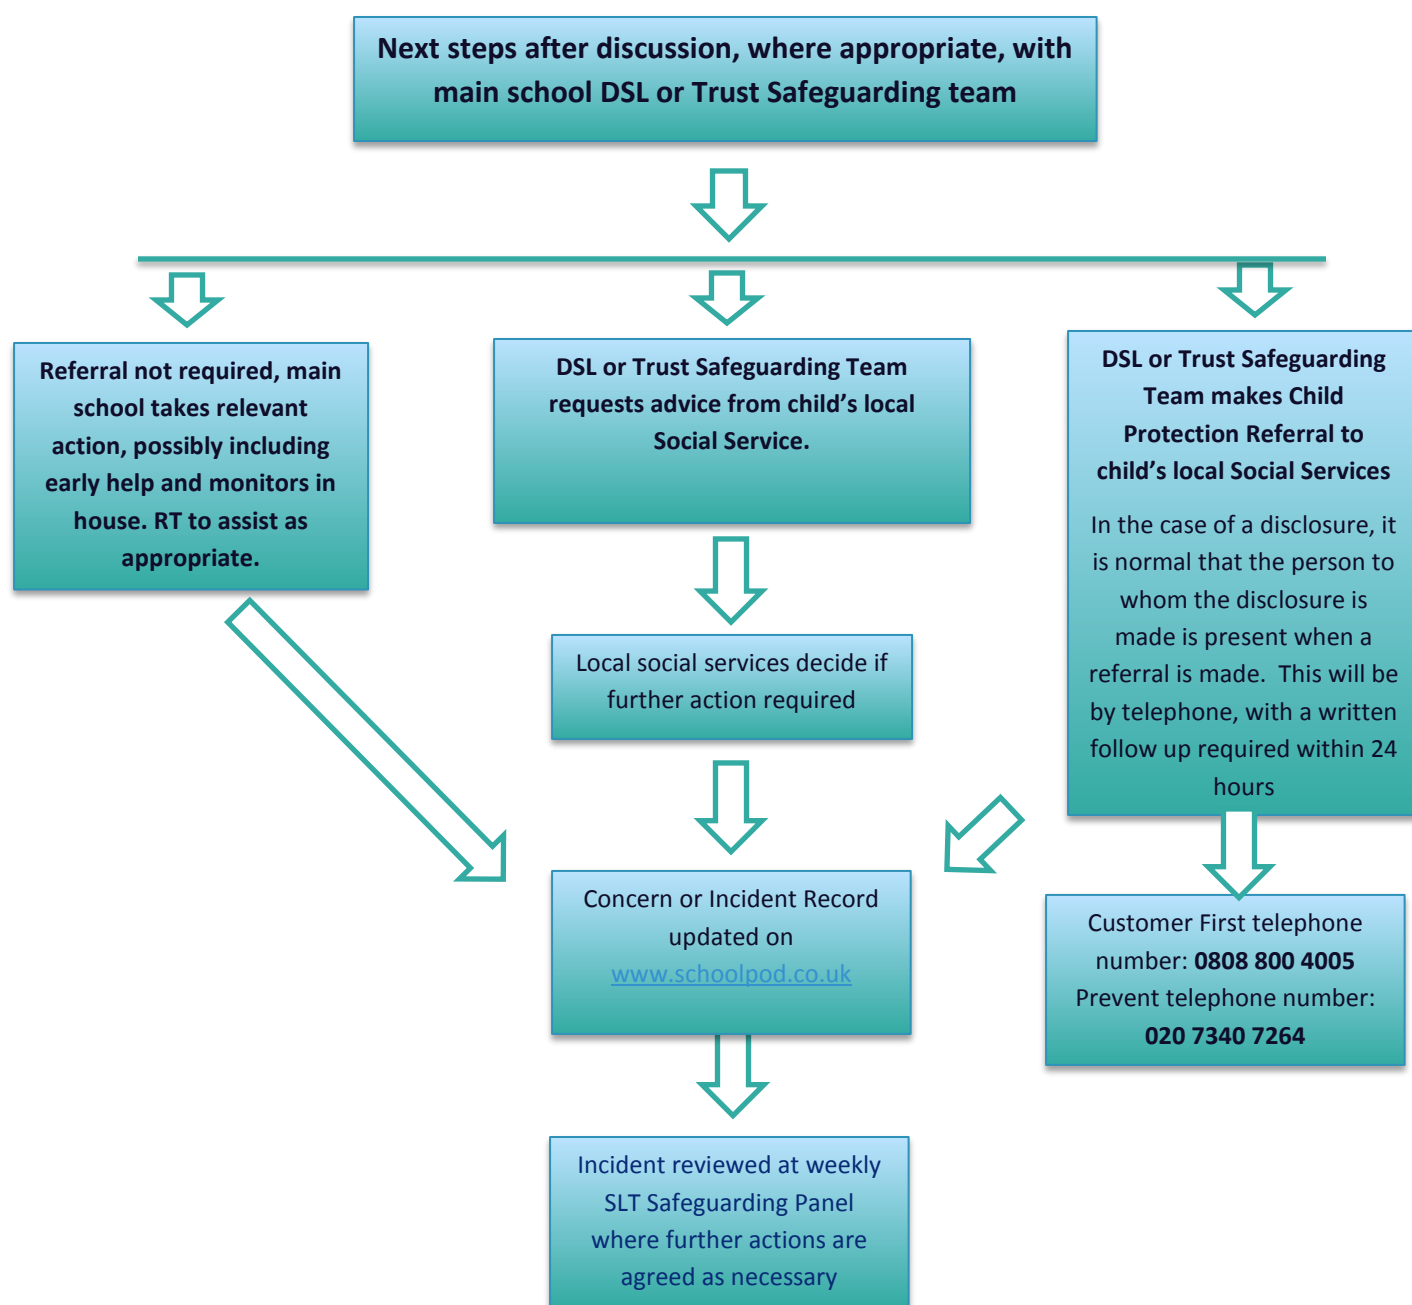 Next steps after discussion, where appropriate, with
main school DSL or Trust Safeguarding team
Referral not required, main
school takes relevant
action, possibly including
early help and monitors in
house. RT to assist as
appropriate.
DSL or Trust Safeguarding Team
requests advice from child’s local
Social Service.
DSL or Trust Safeguarding
Team makes Child
Protection Referral to
child’s local Social Services
In the case of a disclosure, it
is normal that the person to
whom the disclosure is
made is present when a
referral is made.  This will be
by telephone, with a written
follow up required within 24
hours
Local social services decide if
further action required
Concern or Incident Record
updated on
www.schoolpod.co.uk
Customer First telephone
number: 0808 800 4005
Prevent telephone number:
020 7340 7264
Incident reviewed at weekly
SLT Safeguarding Panel
where further actions are
agreed as necessary